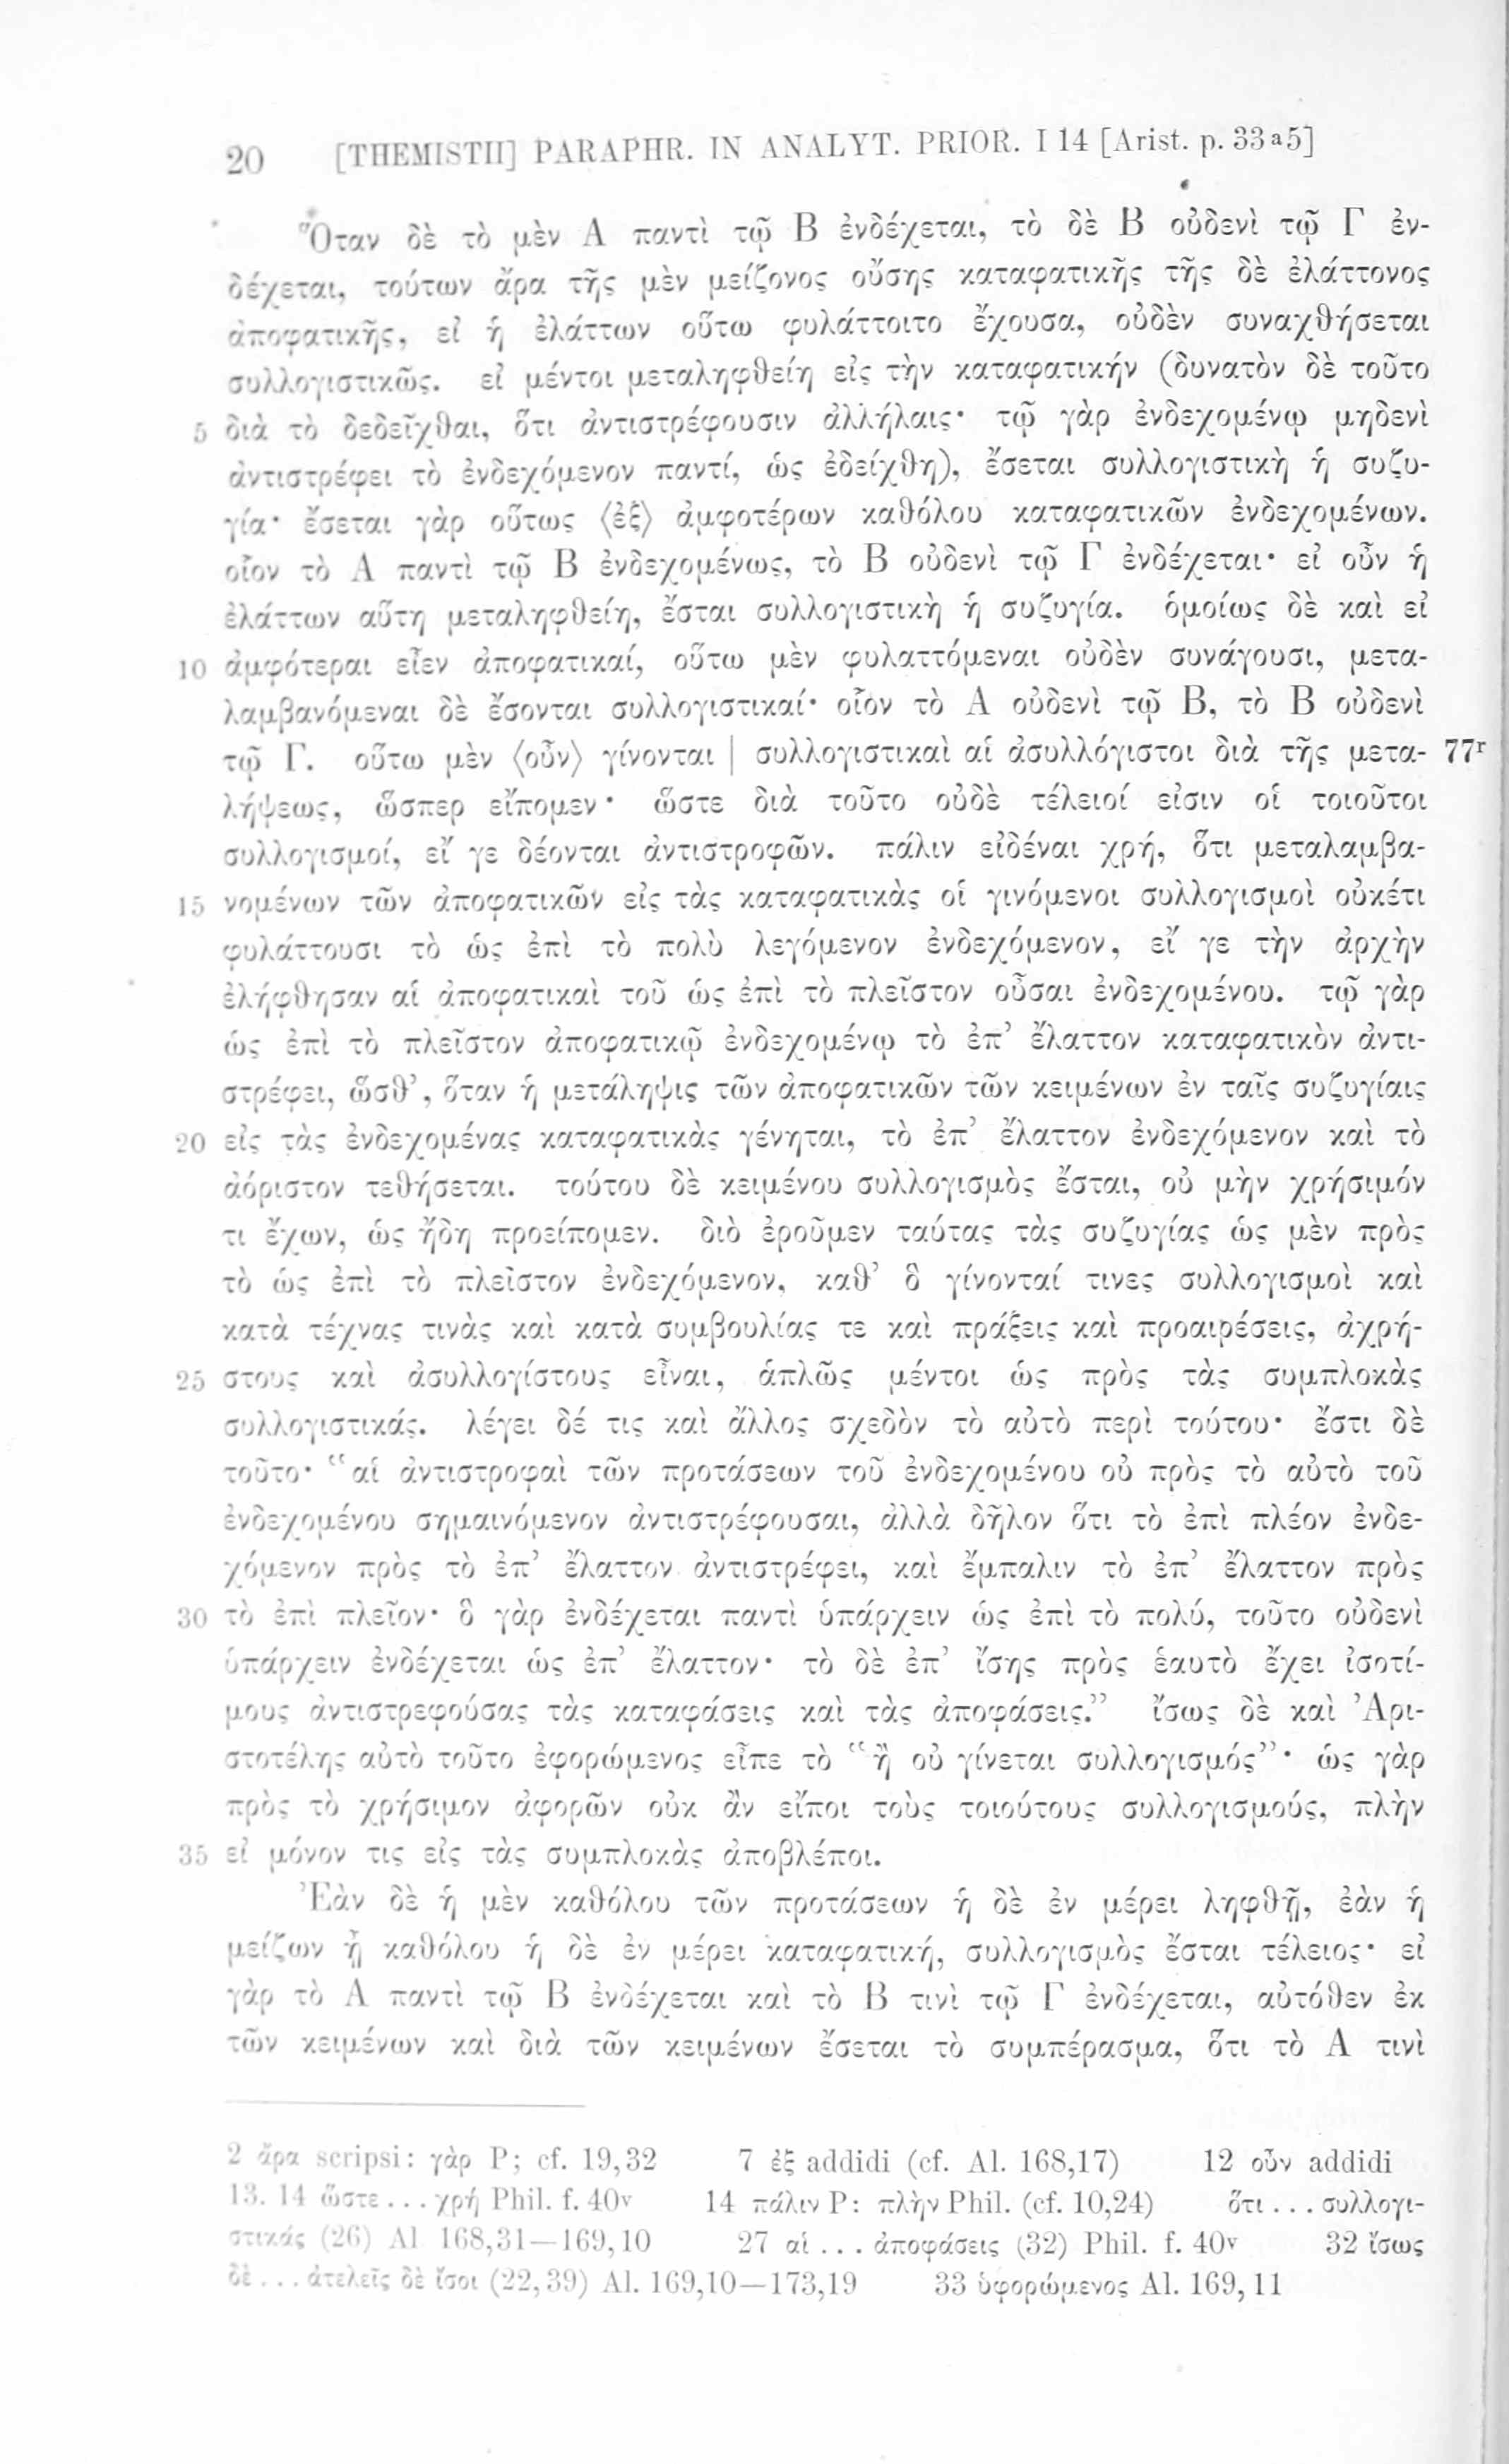 20 [THEMISTII] PARAPHR. IN ANALYT. PRIOR. I 14 [Arist. p. 33a5]
Ὅταν δὲ τὸ μὲν Α παντὶ τῷ Β ἐνδέχεται, τὸ δὲ Β οὐδενὶ τῷ Γ ἐν-
δέχεται, τούτων ἄρα τῆς μὲν μείζονος οὔσης καταφατικῆς τῆς δὲ ἐλάττονος
ἀποφατικῆς, εἰ ἡ ἐλάττων οὕτω φυλάττοιτο ἔχουσα, οὐδὲν συναχθήσεται
συλλογιστικῶς. εἰ μέντοι μεταληφθείη εἰς τὴν καταφατικήν (δυνατὸν δὲ τοῦτο
5 διὰ τὸ δεδεῖχθαι, ὅτι ἀντιστρέφουσιν ἀλλήλαις· τῷ γὰρ ἐνδεχομένῳ μηδενὶ
ἀντιστρέφει τὸ ἐνδεχόμενον παντί, ὡς ἐδείχθη), ἔσεται συλλογιστικὴ ἡ συζυ-
γία· ἔσεται γὰρ οὕτως ⟨ἐξ⟩ ἀμφοτέρων καθόλου καταφατικῶν ἐνδεχομένων.
οἷον τὸ Α παντὶ τῷ Β ἐνδεχομένως, τὸ Β οὐδενὶ τῷ Γ ἐνδέχεται· εἰ οὖν ἡ
ἐλάττων αὕτη μεταληφθείη, ἔσται συλλογιστικὴ ἡ συζυγία. ὁμοίως δὲ καὶ εἰ
10 ἀμφότεραι εἶεν ἀποφατικαί, οὕτω μὲν φυλαττόμεναι οὐδὲν συνάγουσι, μετα-
λαμβανόμεναι δὲ ἔσονται συλλογιστικαί· οἷον τὸ Α οὐδενὶ τῷ Β, τὸ Β οὐδενὶ
τῷ Γ. οὕτω μὲν ⟨οὖν⟩ γίνονται | συλλογιστικαὶ αἱ ἀσυλλόγιστοι διὰ τῆς μετα- 77r
λήψεως, ὥσπερ εἴπομεν· ὥστε διὰ τοῦτο οὐδὲ τέλειοί εἰσιν οἱ τοιοῦτοι
συλλογισμοί, εἴ γε δέονται ἀντιστροφῶν. πάλιν εἰδέναι χρή, ὅτι μεταλαμβα-
15 νομένων τῶν ἀποφατικῶν εἰς τὰς καταφατικὰς οἱ γινόμενοι συλλογισμοὶ οὐκέτι
φυλάττουσι τὸ ὡς ἐπὶ τὸ πολὺ λεγόμενον ἐνδεχόμενον, εἴ γε τὴν ἀρχὴν
ἐλήφθησαν αἱ ἀποφατικαὶ τοῦ ὡς ἐπὶ τὸ πλεῖστον οὖσαι ἐνδεχομένου. τῷ γὰρ
ὡς ἐπὶ τὸ πλεῖστον ἀποφατικῷ ἐνδεχομένῳ τὸ ἐπ’ ἔλαττον καταφατικὸν ἀντι-
στρέφει, ὥσθ’, ὅταν ἡ μετάληψις τῶν ἀποφατικῶν τῶν κειμένων ἐν ταῖς συζυγίαις
20 εἰς τὰς ἐνδεχομένας καταφατικὰς γένηται, τὸ ἐπ’ ἔλαττον ἐνδεχόμενον καὶ τὸ
ἀόριστον τεθήσεται. τούτου δὲ κειμένου συλλογισμὸς ἔσται, οὐ μὴν χρήσιμόν
τι ἔχων, ὡς ἤδη προείπομεν. διὸ ἐροῦμεν ταύτας τὰς συζυγίας ὡς μὲν πρὸς
τὸ ὡς ἐπὶ τὸ πλεῖστον ἐνδεχόμενον, καθ’ ὃ γίνονταί τινες συλλογισμοὶ καὶ
κατὰ τέχνας τινὰς καὶ κατὰ συμβουλίας τε καὶ πράξεις καὶ προαιρέσεις, ἀχρή-
25 στους καὶ ἀσυλλογίστους εἶναι, ἁπλῶς μέντοι ὡς πρὸς τὰς συμπλοκὰς
συλλογιστικάς. λέγει δέ τις καὶ ἄλλος σχεδὸν τὸ αὐτὸ περὶ τούτου· ἔστι δὲ
τοῦτο· “αἱ ἀντιστροφαὶ τῶν προτάσεων τοῦ ἐνδεχομένου οὐ πρὸς τὸ αὐτὸ τοῦ
ἐνδεχομένου σημαινόμενον ἀντιστρέφουσαι, ἀλλὰ δῆλον ὅτι τὸ ἐπὶ πλέον ἐνδε-
χόμενον πρὸς τὸ ἐπ’ ἔλαττον ἀντιστρέφει, καὶ ἔμπαλιν τὸ ἐπ’ ἔλαττον πρὸς
30 τὸ ἐπὶ πλεῖον· ὃ γὰρ ἐνδέχεται παντὶ ὑπάρχειν ὡς ἐπὶ τὸ πολύ, τοῦτο οὐδενὶ
ὑπάρχειν ἐνδέχεται ὡς ἐπ’ ἔλαττον· τὸ δὲ ἐπ’ ἴσης πρὸς ἑαυτὸ ἔχει ἰσοτί-
μους ἀντιστρεφούσας τὰς καταφάσεις καὶ τὰς ἀποφάσεις.” ἴσως δὲ καὶ Ἀρι-
στοτέλης αὐτὸ τοῦτο ἐφορώμενος εἶπε τὸ “ἢ οὐ γίνεται συλλογισμός”· ὡς γὰρ
πρὸς τὸ χρήσιμον ἀφορῶν οὐκ ἂν εἴποι τοὺς τοιούτους συλλογισμούς, πλὴν
35 εἰ μόνον τις εἰς τὰς συμπλοκὰς ἀποβλέποι.
Ἐὰν δὲ ἡ μὲν καθόλου τῶν προτάσεων ἡ δὲ ἐν μέρει ληφθῇ, ἐὰν ἡ
μείζων ᾖ καθόλου ἡ δὲ ἐν μέρει καταφατική, συλλογισμὸς ἔσται τέλειος· εἰ
γὰρ τὸ Α παντὶ τῷ Β ἐνδέχεται καὶ τὸ Β τινὶ τῷ Γ ἐνδέχεται, αὐτόθεν ἐκ
τῶν κειμένων καὶ διὰ τῶν κειμένων ἔσεται τὸ συμπέρασμα, ὅτι τὸ Α τινὶ
2 ἄρα scripsi: γὰρ P; cf. 19,32 7 ἐξ addidi (cf. Al. 168,17) 12 οὖν addidi
13. 14 ὥστε... χρή Phil. f. 40v 14 πάλιν P: πλὴν Phil. (cf. 10,24) ὅτι... συλλογι-
στικάς (26) Al 168,31—169,10 27 αἱ... ἀποφάσεις (32) Phil. f. 40v 32 ἴσως
δὲ... ἀτελεῖς δὲ ἴσοι (22,39) Al. 169,10—173,19 33 ὑφορώμενος Al. 169, 11